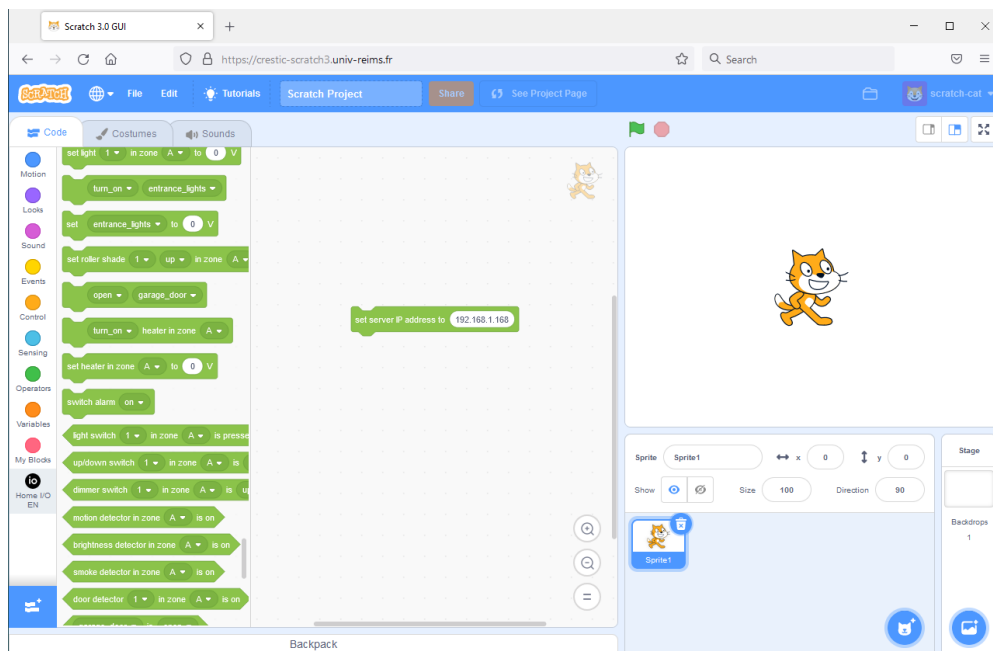 Scratch 3.0 GUI × +
https://crestic-scratch3.univ-reims.fr
Search
SCRATCH File Edit Tutorials Scratch Project Share See Project Page scratch-cat
Code Costumes Sounds
Motion
Looks
Sound
Events
Control
Sensing
Operators
Variables
My Blocks
io
Home I/O
EN
set light 1 in zone A to 0 V
turn_on entrance_lights
set entrance_lights to 0 V
set roller shade 1 up in zone A
open garage_door
turn_on heater in zone A
set heater in zone A to 0 V
switch alarm on
light switch 1 in zone A is presse
up/down switch 1 in zone A is
dimmer switch 1 in zone A is up
motion detector in zone A is on
brightness detector in zone A is on
smoke detector in zone A is on
door detector 1 in zone A is on
set server IP address to 192.168.1.168
Backpack
Sprite Sprite1 x 0 y 0
Show Size 100 Direction 90
Sprite1
Stage
Backdrops
1